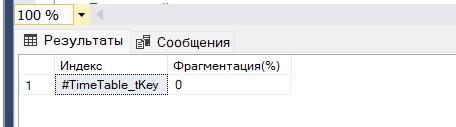 100 %
Результаты Сообщения
Индекс Фрагментация(%)
1 #TimeTable_tKey 0